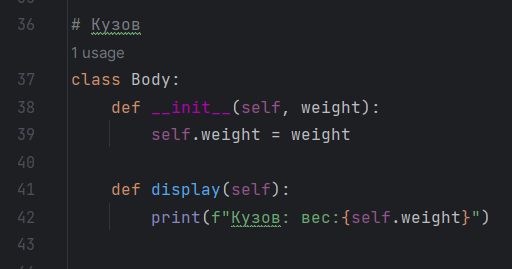 36 # Кузов
1 usage
37 class Body:
38 def __init__(self, weight):
39 self.weight = weight
40
41 def display(self):
42 print(f"Кузов: вес:{self.weight}")
43